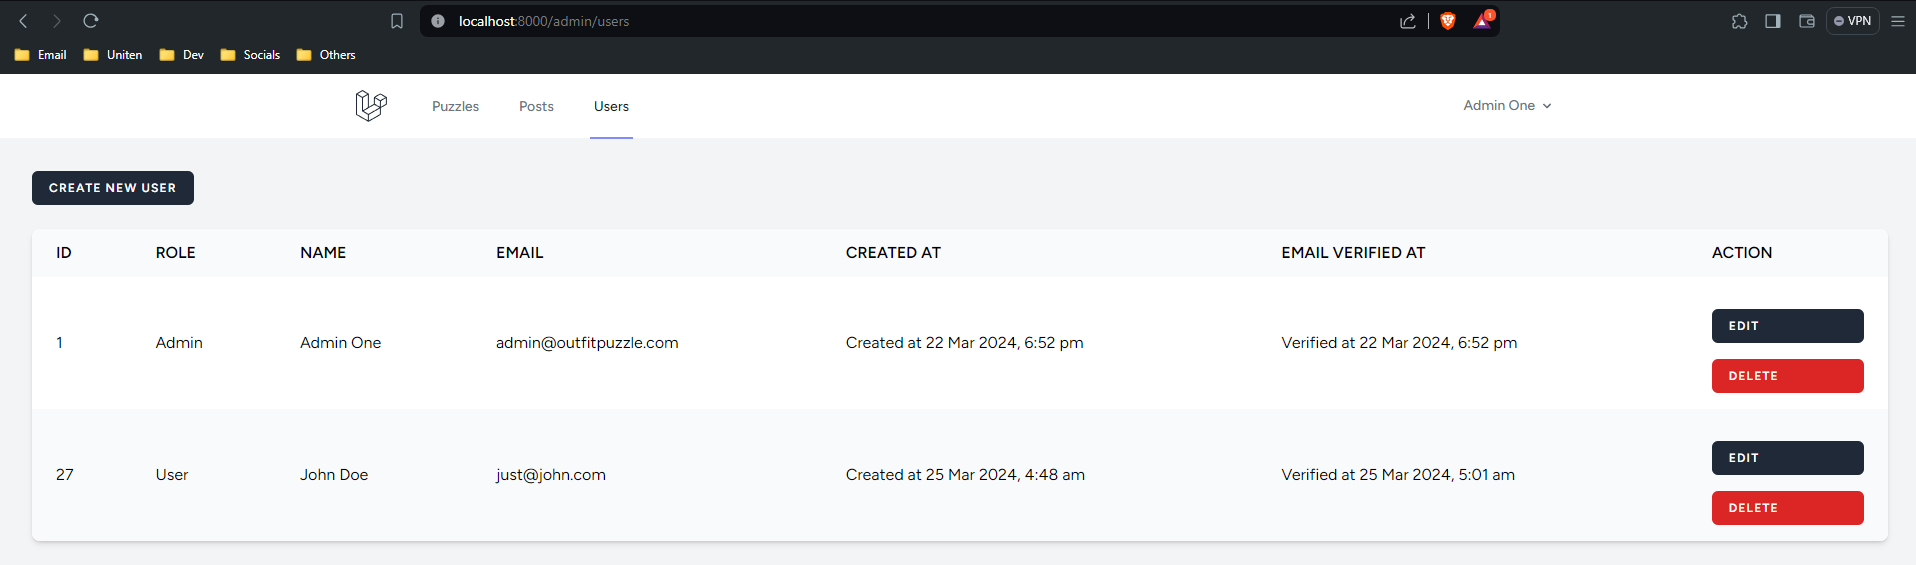 localhost:8000/admin/users
1
VPN
Email Uniten Dev Socials Others
Puzzles Posts Users Admin One
CREATE NEW USER
ID ROLE NAME EMAIL CREATED AT EMAIL VERIFIED AT ACTION
1 Admin Admin One admin@outfitpuzzle.com Created at 22 Mar 2024, 6:52 pm Verified at 22 Mar 2024, 6:52 pm
EDIT
DELETE
27 User John Doe just@john.com Created at 25 Mar 2024, 4:48 am Verified at 25 Mar 2024, 5:01 am
EDIT
DELETE